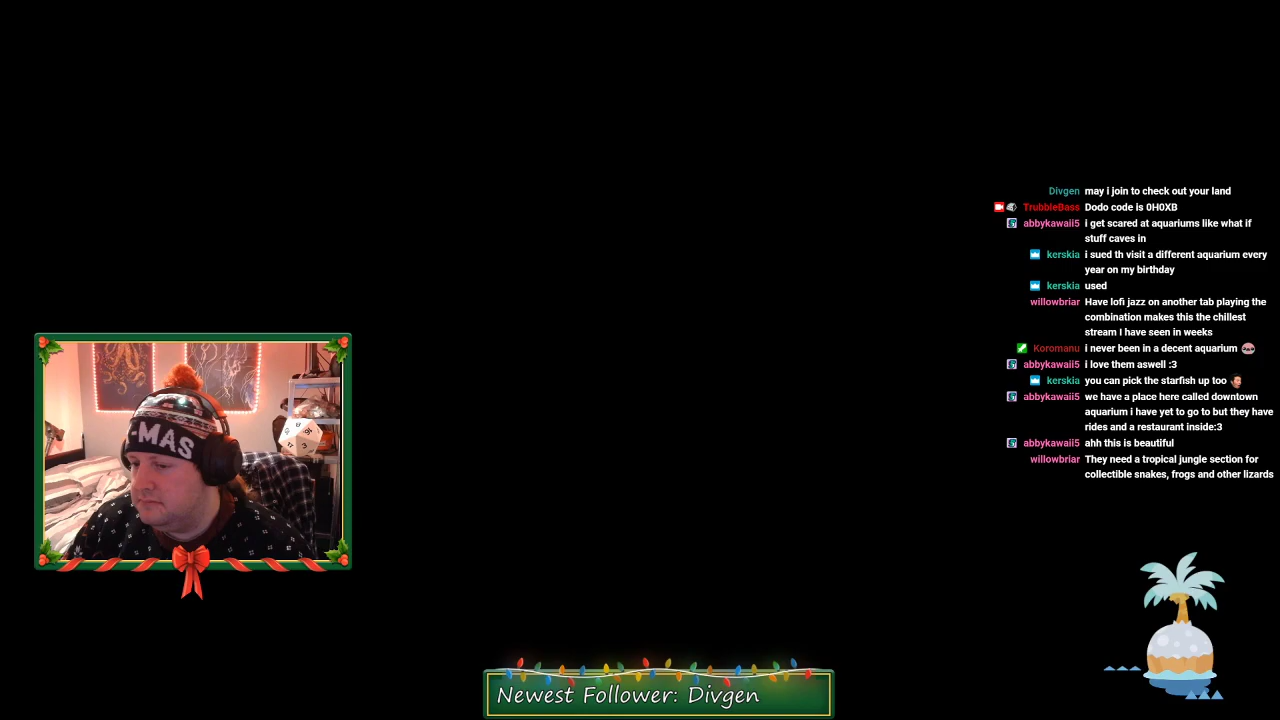 Divgen may i join to check out your land
TrubbleBass Dodo code is 0H0XB
abbykawaii5 i get scared at aquariums like what if
stuff caves in
kerskia i sued th visit a different aquarium every
year on my birthday
kerskia used
willowbriar Have lofi jazz on another tab playing the
combination makes this the chillest
stream I have seen in weeks
Koromanu i never been in a decent aquarium
abbykawaii5 i love them aswell :3
kerskia you can pick the starfish up too
abbykawaii5 we have a place here called downtown
aquarium i have yet to go to but they have
rides and a restaurant inside:3
abbykawaii5 ahh this is beautiful
willowbriar They need a tropical jungle section for
collectible snakes, frogs and other lizards
-MAS
Newest Follower: Divgen